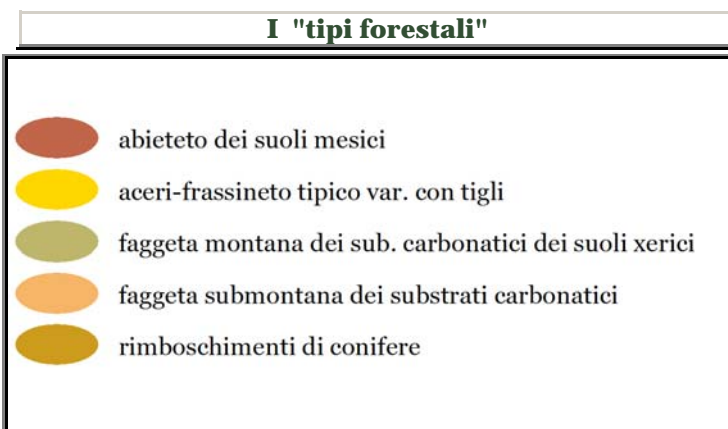 I "tipi forestali"
abieteto dei suoli mesici
aceri-frassineto tipico var. con tigli
faggeta montana dei sub. carbonatici dei suoli xerici
faggeta submontana dei substrati carbonatici
rimboschimenti di conifere